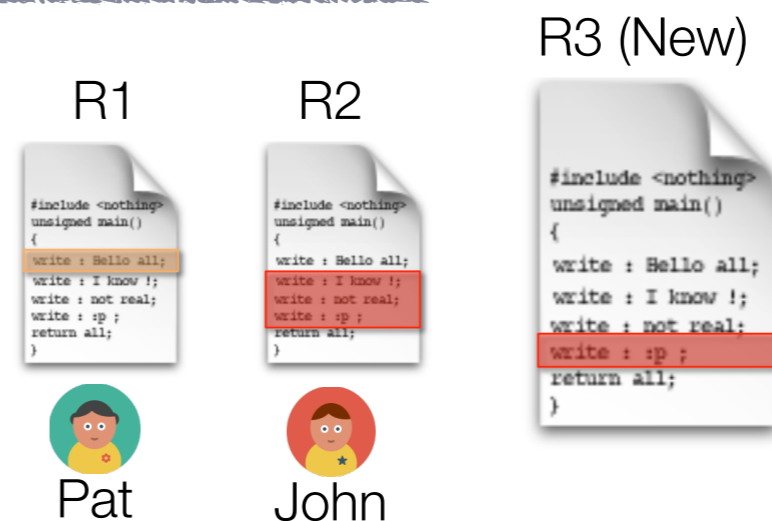 R1
#include <nothing>
unsigned main()
{
write : Hello all;
write : I know !;
write : not real;
write : :p ;
return all;
}
Pat
R2
#include <nothing>
unsigned main()
{
write : Hello all;
write : I know !;
write : not real;
write : :p ;
return all;
}
John
R3 (New)
#include <nothing>
unsigned main()
{
write : Hello all;
write : I know !;
write : not real;
write : :p ;
return all;
}